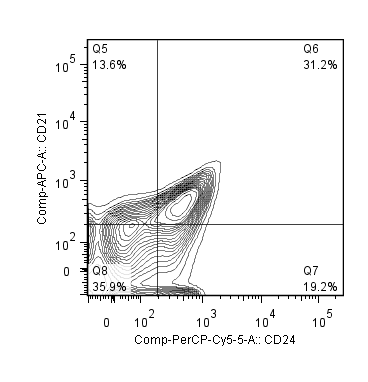 Q5
13.6%
Q6
31.2%
10^5
10^4
10^3
10^2
0
Comp-APC-A:: CD21
Q8
35.9%
Q7
19.2%
0 10^2 10^3 10^4 10^5
Comp-PerCP-Cy5-5-A:: CD24